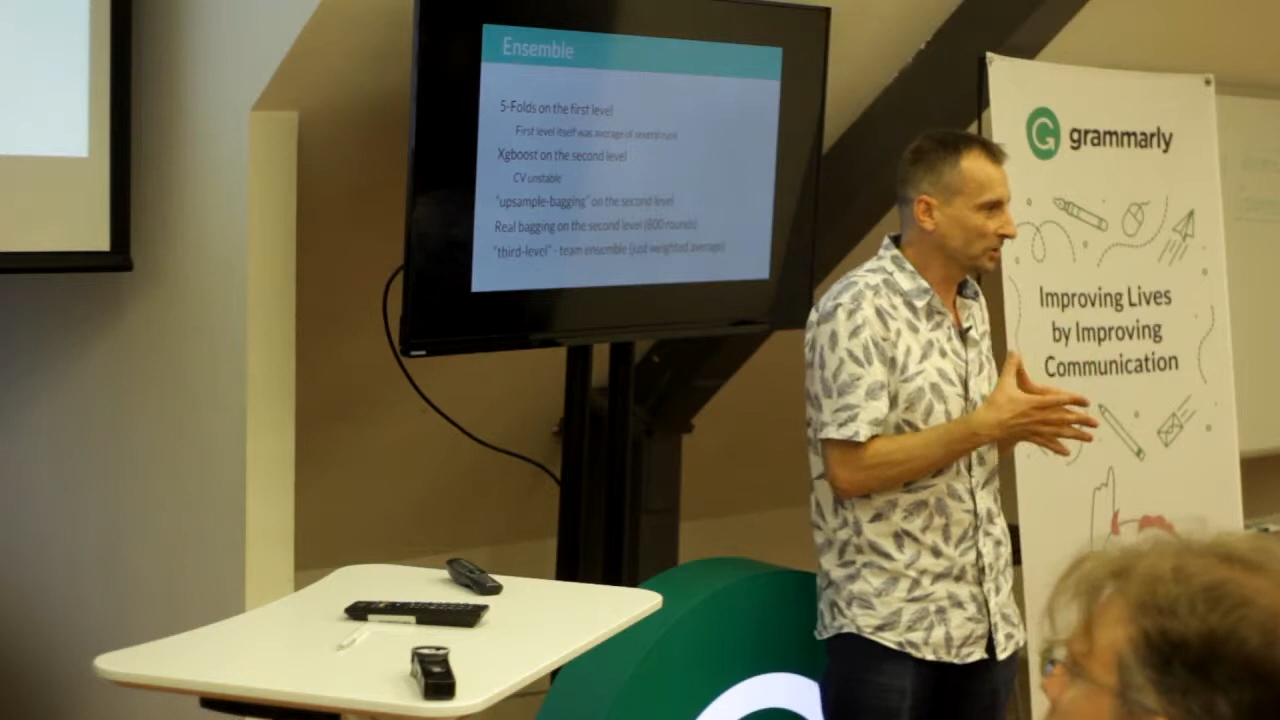 Ensemble
5-Folds on the first level
First level itself was average of several runs
Xgboost on the second level
CV unstable
"upsample-bagging" on the second level
Real bagging on the second level (800 rounds)
"third-level" - team ensemble (just weighted average)
grammarly
Improving Lives
by Improving
Communication